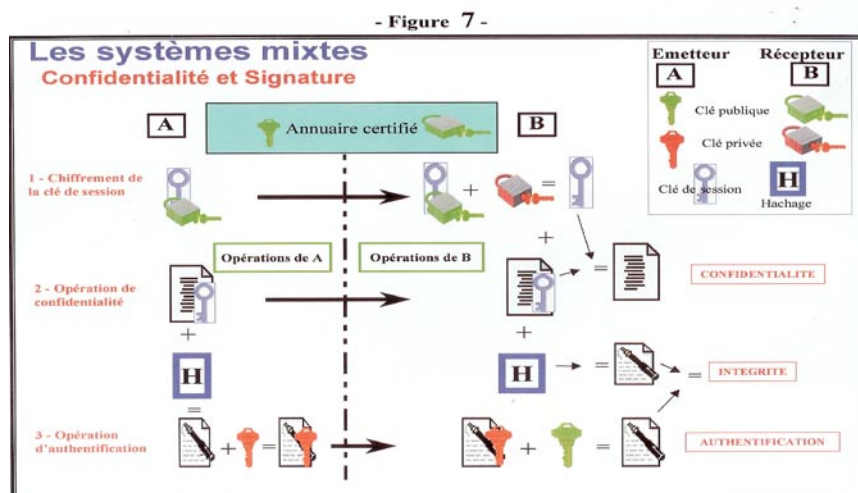 - Figure 7 -
Les systèmes mixtes
Confidentialité et Signature
Emetteur
Récepteur
A
B
Clé publique
Clé privée
Clé de session
H
Hachage
A
Annuaire certifié
B
1 - Chiffrement de
la clé de session
+
=
+
Opérations de A
Opérations de B
2 - Opération de
confidentialité
=
CONFIDENTIALITE
+
+
H
H
=
=
INTEGRITE
=
3 - Opération
d'authentification
+
=
+
=
AUTHENTIFICATION